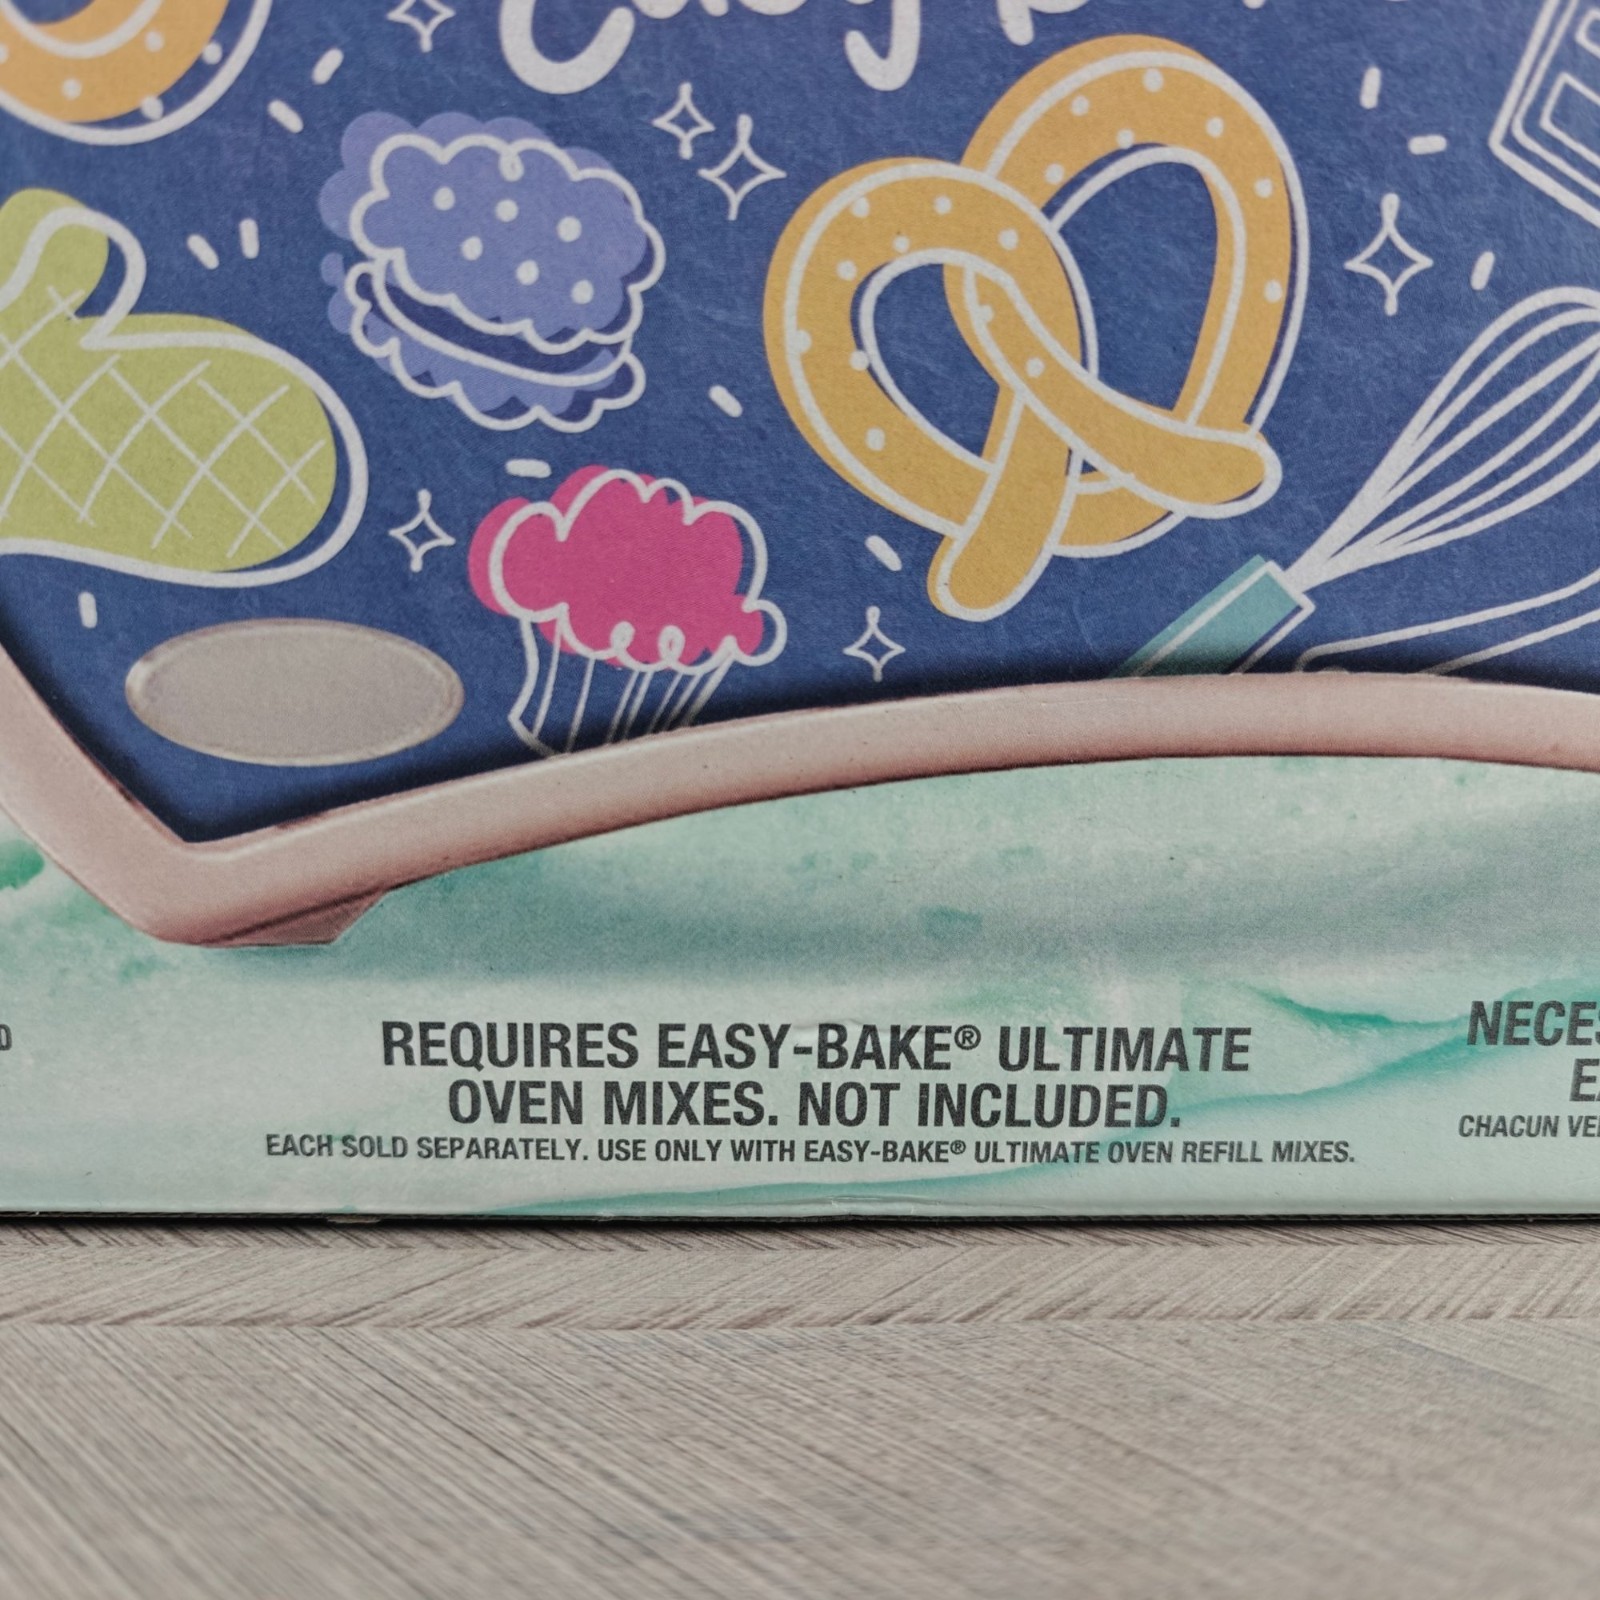 REQUIRES EASY-BAKE® ULTIMATE
OVEN MIXES. NOT INCLUDED.
EACH SOLD SEPARATELY. USE ONLY WITH EASY-BAKE® ULTIMATE OVEN REFILL MIXES.
CHACUN